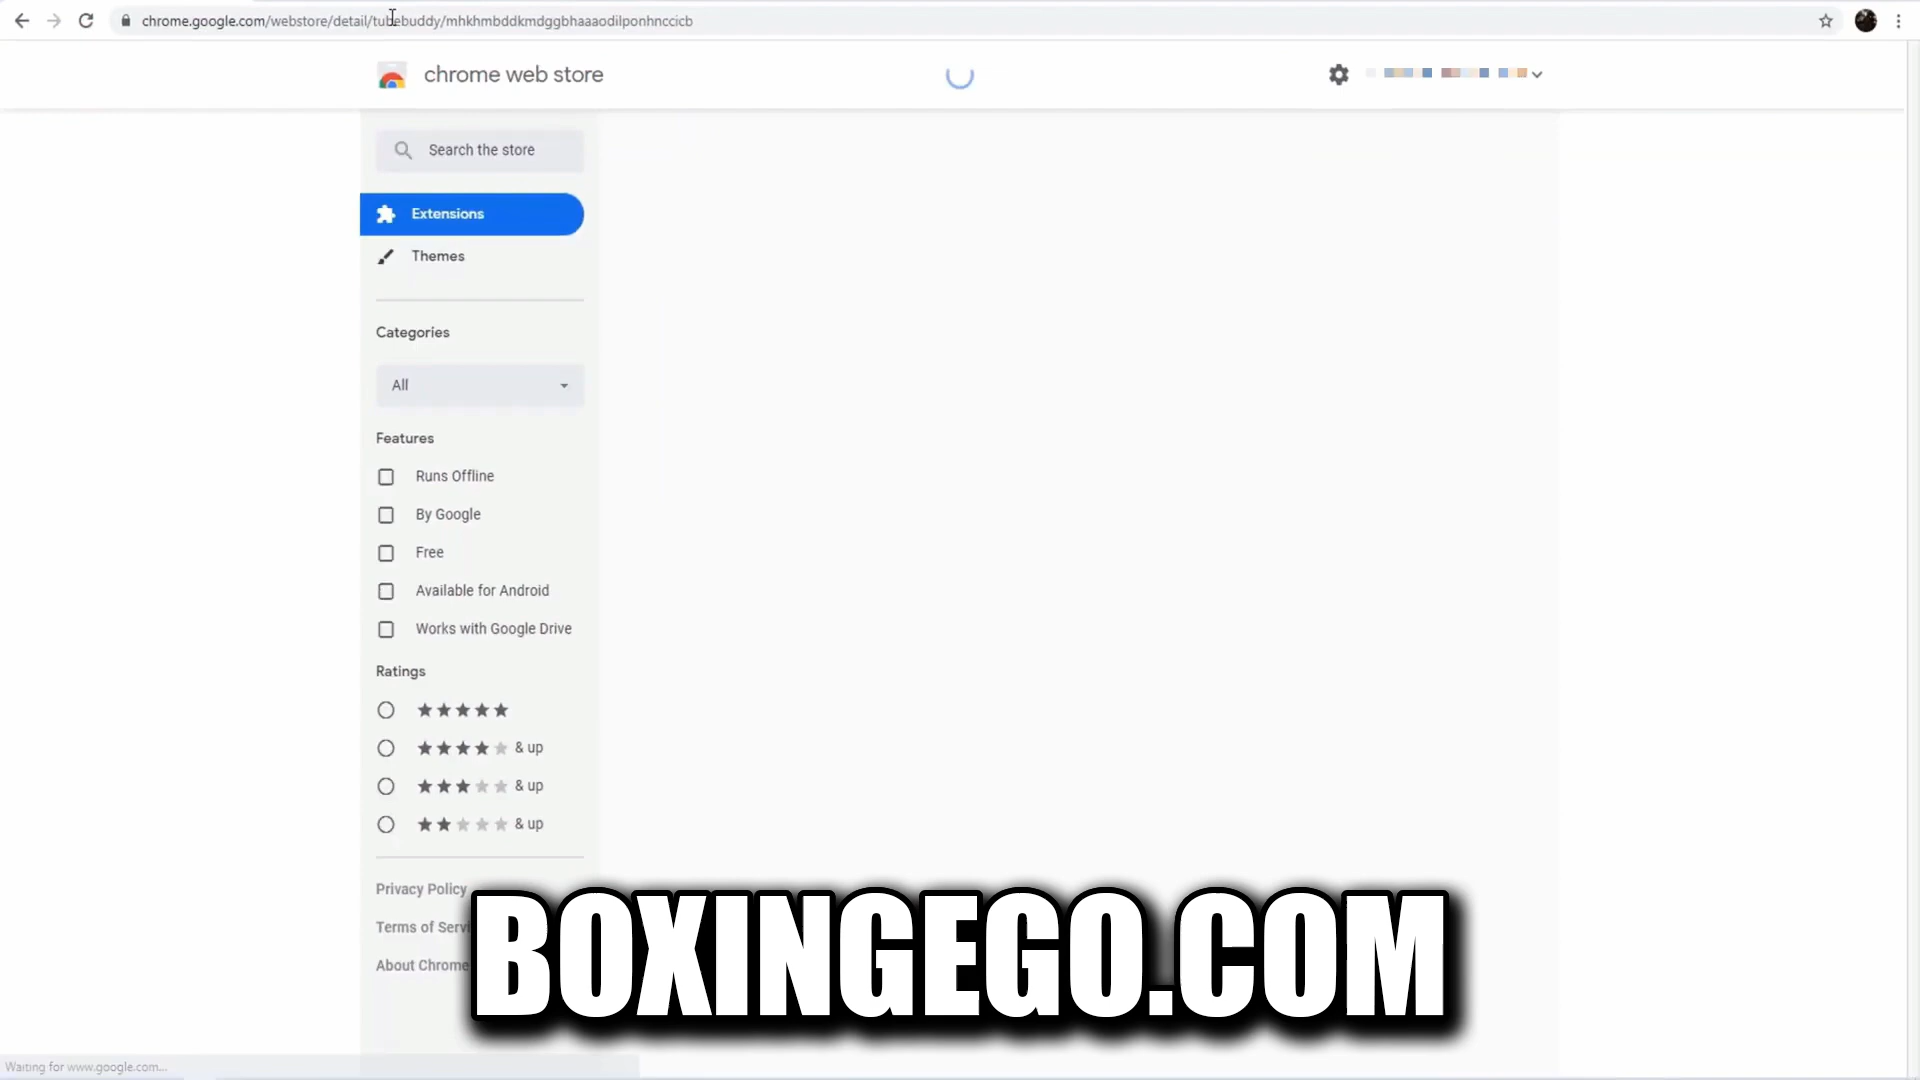 chrome.google.com/webstore/detail/tubebuddy/mhkhmbddkmdggbhaaaodilponhnccicb
chrome web store
Search the store
Extensions
Themes
Categories
All
Features
Runs Offline
By Google
Free
Available for Android
Works with Google Drive
Ratings
& up
& up
& up
Privacy Policy
Terms of Servi
About Chrome
BOXINGEGO.COM
Waiting for www.google.com...